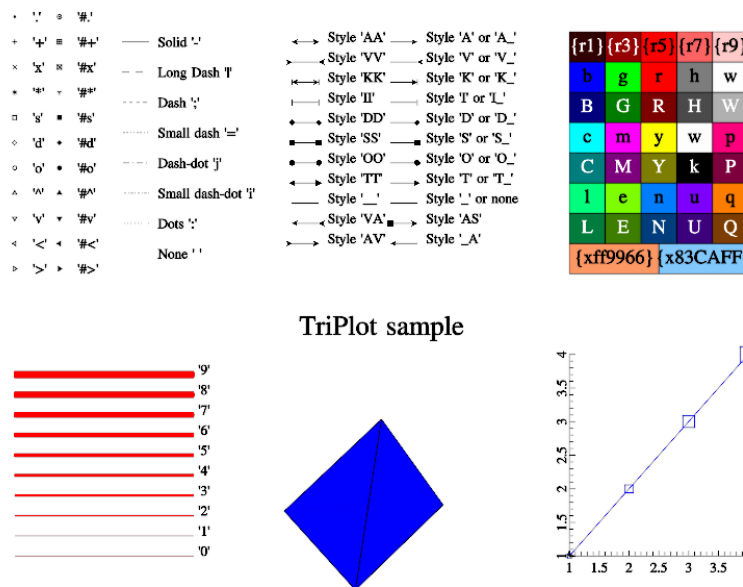 '.' '#.'
'+' '#+'
'x' '#x'
'*' '#*'
's' '#s'
'd' '#d'
'o' '#o'
'^' '#^'
'v' '#v'
'<' '#<'
'>' '#>'
Solid '-'
Long Dash '|'
Dash ';'
Small dash '='
Dash-dot 'j'
Small dash-dot 'i'
Dots ':'
None ' '
Style 'AA' Style 'A' or 'A_'
Style 'VV' Style 'V' or 'V_'
Style 'KK' Style 'K' or 'K_'
Style 'II' Style 'I' or 'I_'
Style 'DD' Style 'D' or 'D_'
Style 'SS' Style 'S' or 'S_'
Style 'OO' Style 'O' or 'O_'
Style 'TT' Style 'T' or 'T_'
Style '__' Style '_' or none
Style 'VA' Style 'AS'
Style 'AV' Style '_A'
{r1} {r3} {r5} {r7} {r9}
b g r h w
B G R H W
c m y w p
C M Y k P
l e n u q
L E N U Q
{xff9966} {x83CAFF
TriPlot sample
'9'
'8'
'7'
'6'
'5'
'4'
'3'
'2'
'1'
'0'
4
3.5
3
2.5
2
1.5
1
1 1.5 2 2.5 3 3.5